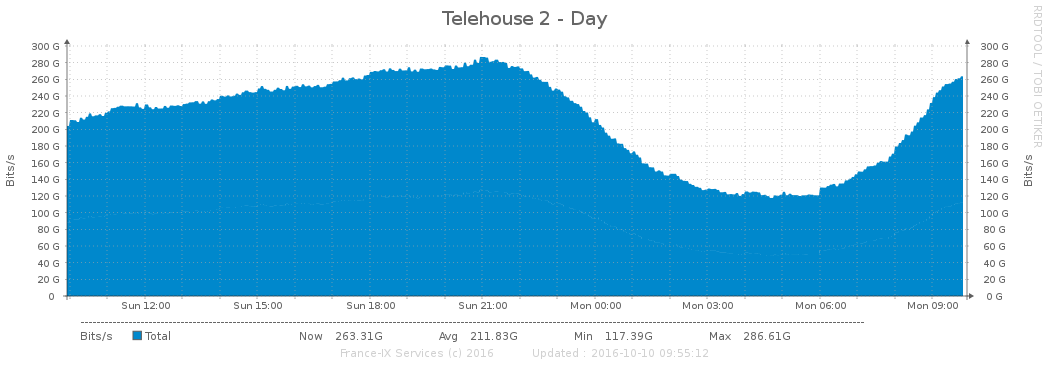 Telehouse 2 - Day
RRDTOOL / TOBI OETIKER
Bits/s
300 G
280 G
260 G
240 G
220 G
200 G
180 G
160 G
140 G
120 G
100 G
80 G
60 G
40 G
20 G
0
300 G
280 G
260 G
240 G
220 G
200 G
180 G
160 G
140 G
120 G
100 G
80 G
60 G
40 G
20 G
0 G
Bits/s
Sun 12:00 Sun 15:00 Sun 18:00 Sun 21:00 Mon 00:00 Mon 03:00 Mon 06:00 Mon 09:00
Bits/s Total Now 263.31G Avg 211.83G Min 117.39G Max 286.61G
France-IX Services (c) 2016 Updated : 2016-10-10 09:55:12